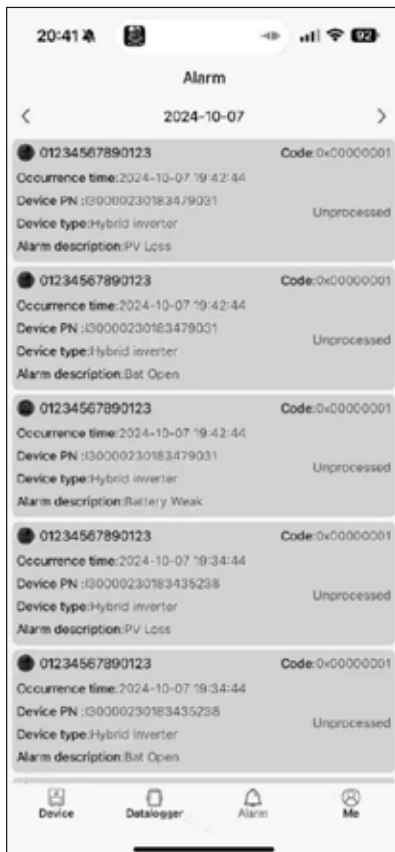 20:41
92
Alarm
2024-10-07
01234567890123 Code:0x00000001
Occurrence time:2024-10-07 19:42:44
Device PN :I30000230183479031
Unprocessed
Device type:Hybrid inverter
Alarm description:PV Loss
01234567890123 Code:0x00000001
Occurrence time:2024-10-07 19:42:44
Device PN :I30000230183479031
Unprocessed
Device type:Hybrid inverter
Alarm description:Bat Open
01234567890123 Code:0x00000001
Occurrence time:2024-10-07 19:42:44
Device PN :I30000230183479031
Unprocessed
Device type:Hybrid inverter
Alarm description:Battery Weak
01234567890123 Code:0x00000001
Occurrence time:2024-10-07 19:34:44
Device PN :I30000230183435238
Unprocessed
Device type:Hybrid inverter
Alarm description:PV Loss
01234567890123 Code:0x00000001
Occurrence time:2024-10-07 19:34:44
Device PN :I30000230183435238
Unprocessed
Device type:Hybrid inverter
Alarm description:Bat Open
Device Datalogger Alarm Me